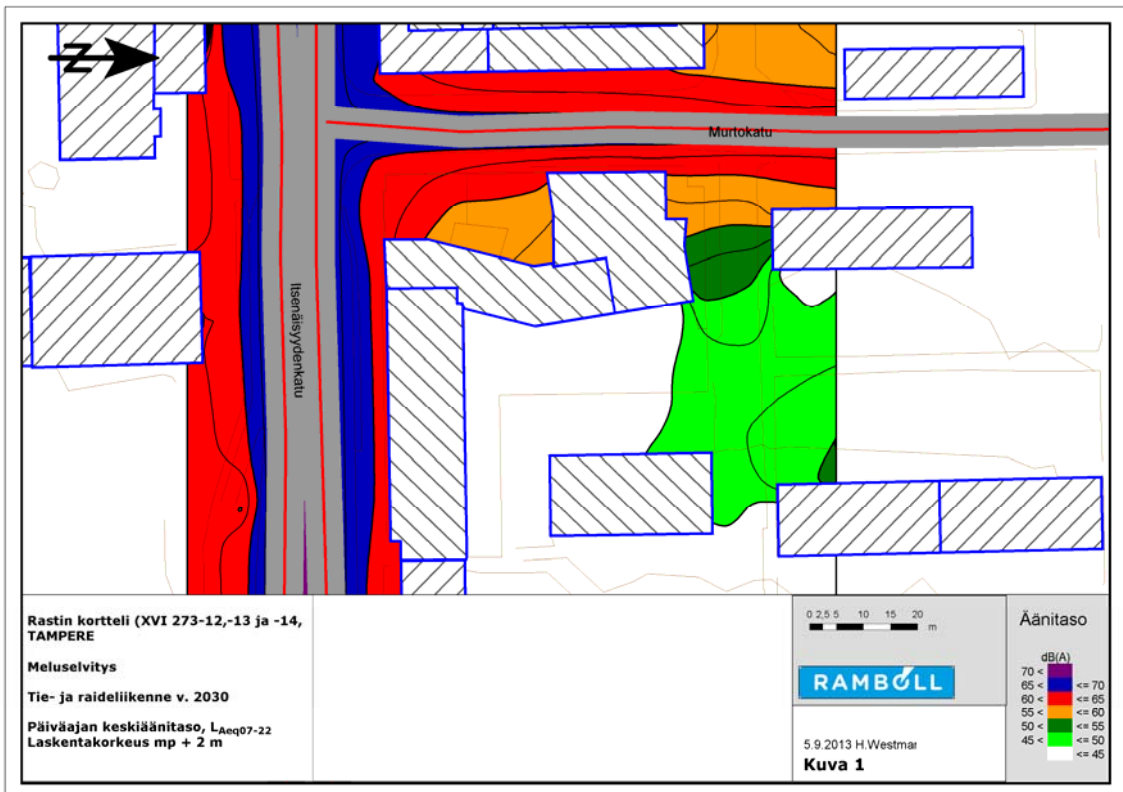 Z
Murtokatu
Itsenäisyydenkatu
Rastin kortteli (XVI 273-12,-13 ja -14,
TAMPERE
Meluselvitys
Tie- ja raideliikenne v. 2030
Päiväajan keskiäänitaso, LAeq07-22
Laskentakorkeus mp + 2 m
0 2,5 5 10 15 20
m
RAMBOLL
5.9.2013 H.Westmar
Kuva 1
Äänitaso
dB(A)
70 <
65 < <= 70
60 < <= 65
55 < <= 60
50 < <= 55
45 < <= 50
<= 45